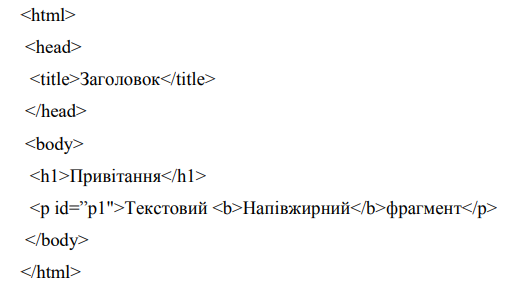 <html>
<head>
<title>Заголовок</title>
</head>
<body>
<h1>Привітання</h1>
<p id=”p1">Текстовий <b>Напівжирний</b>фрагмент</p>
</body>
</html>